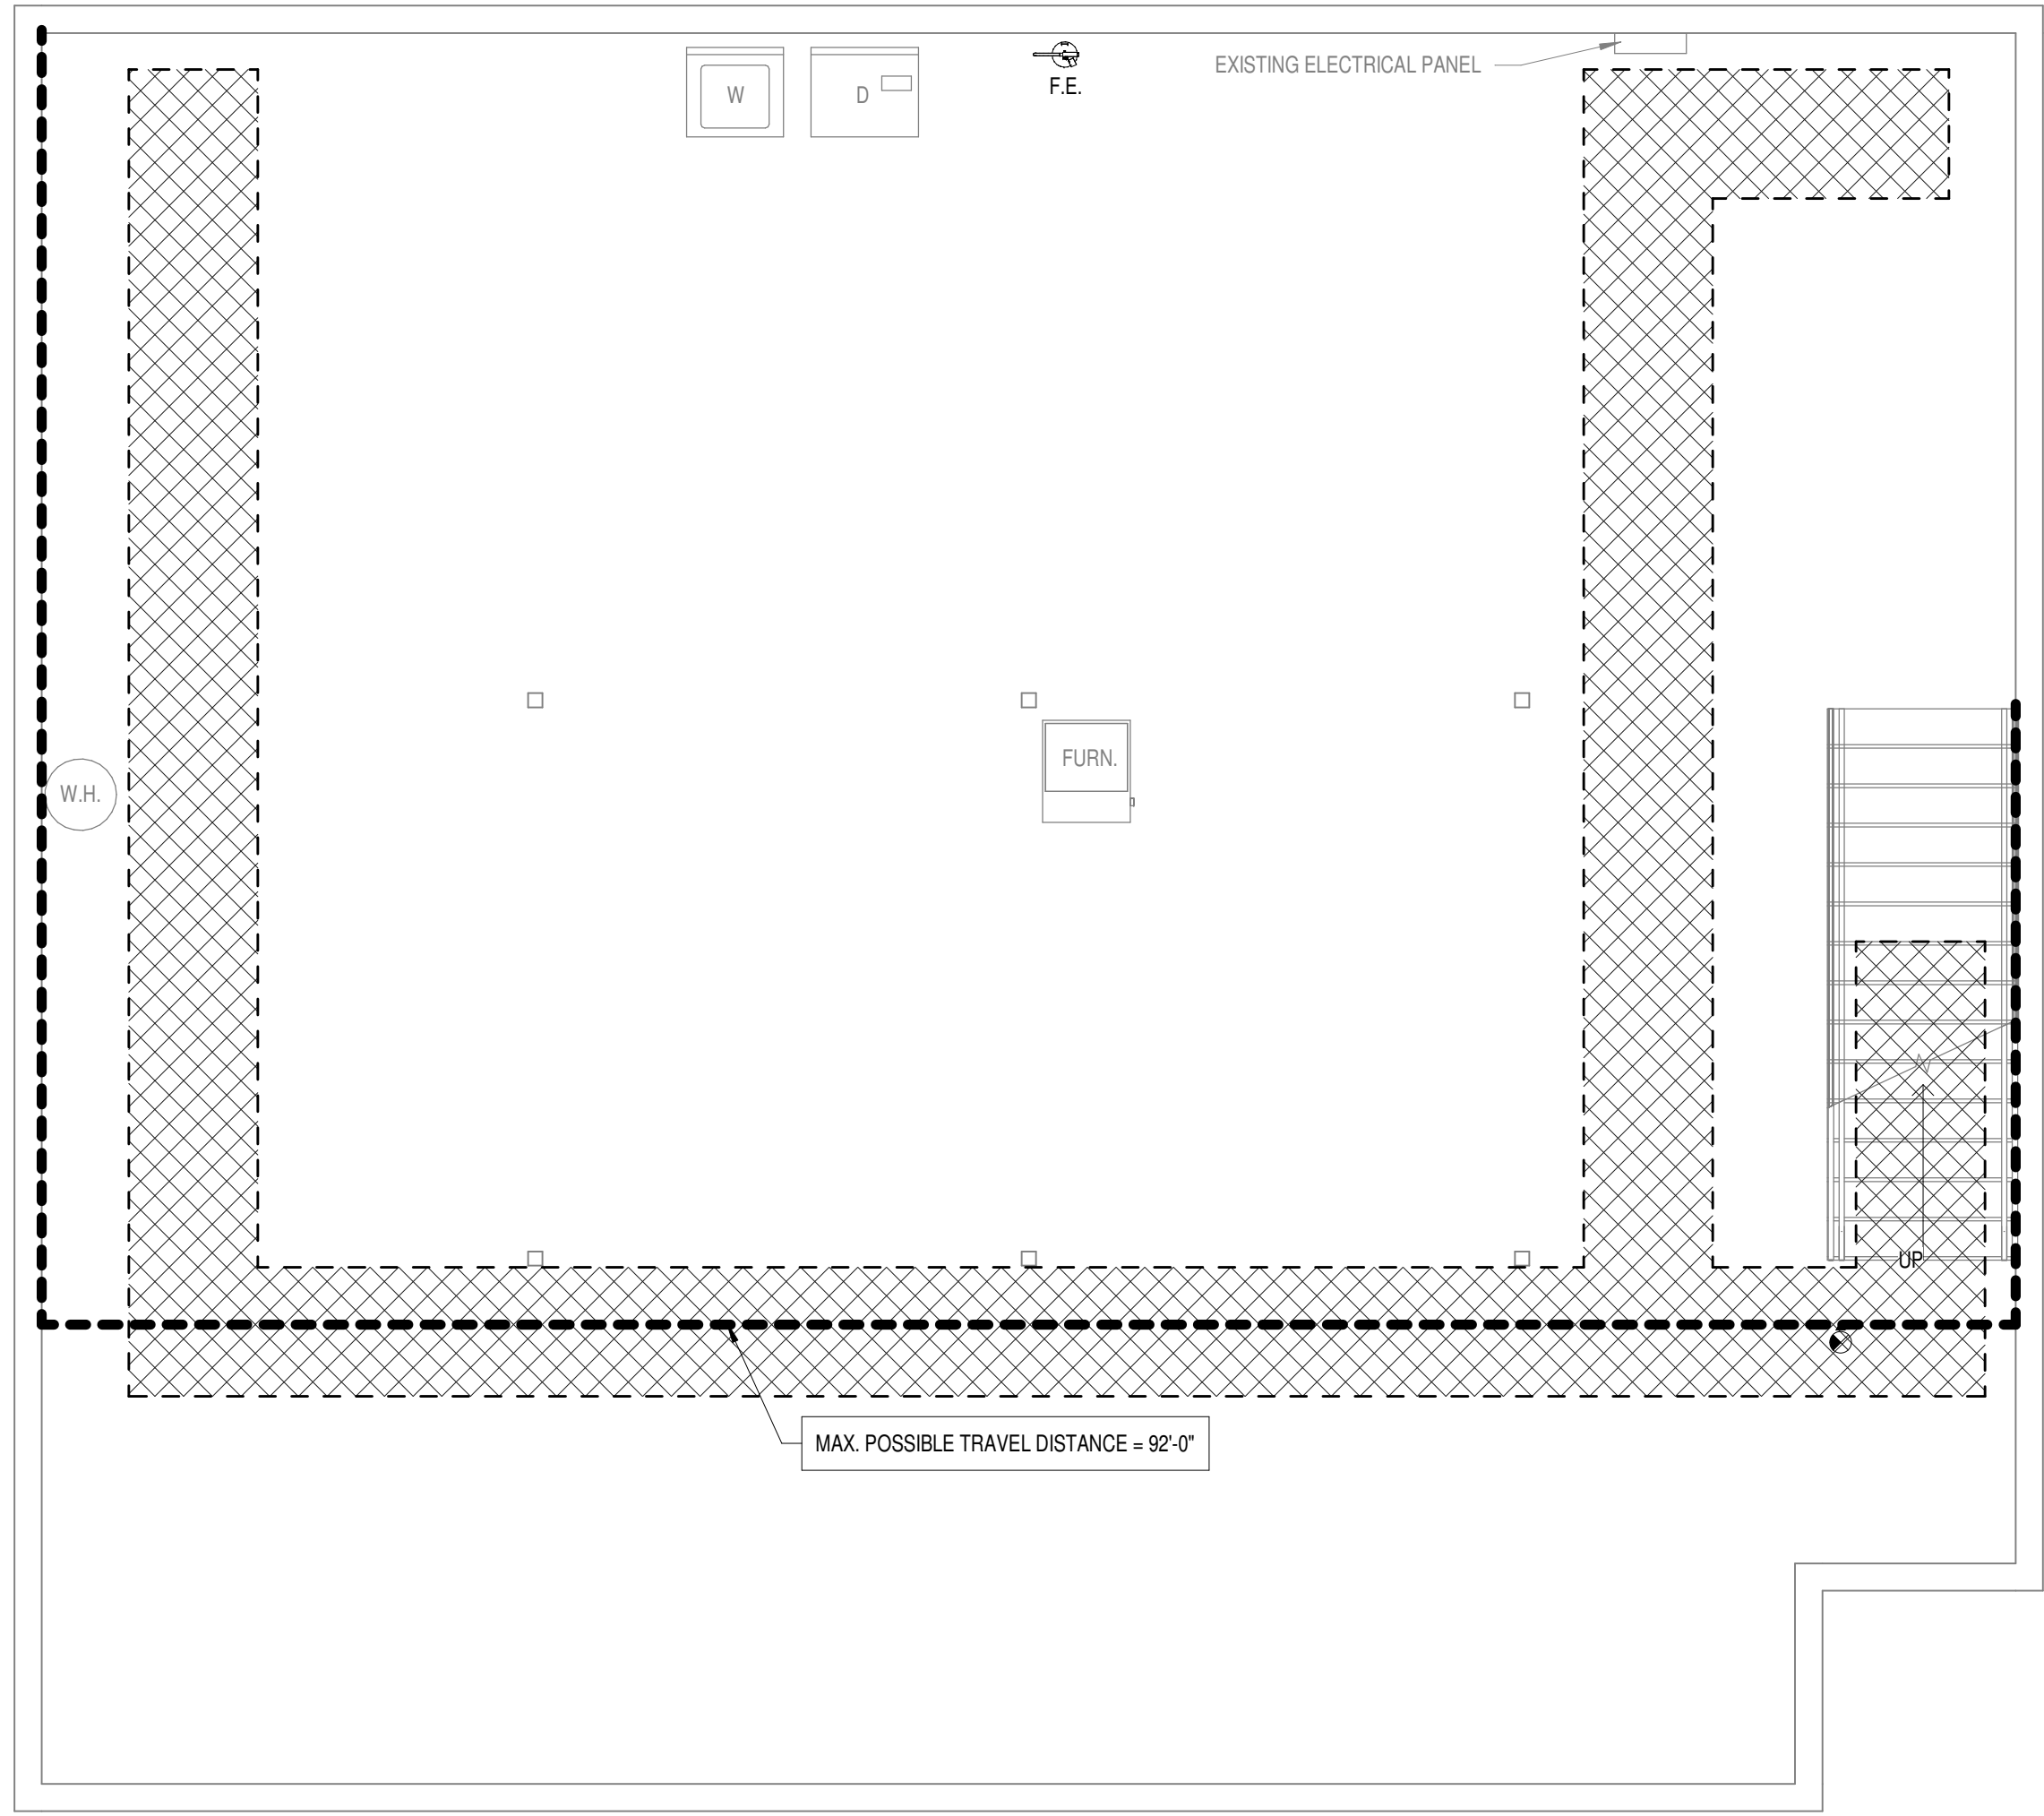 EXISTING ELECTRICAL PANEL
W
D
F.E.
FURN.
W.H.
UP
MAX. POSSIBLE TRAVEL DISTANCE = 92'-0"